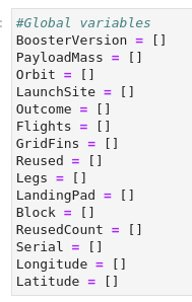 #Global variables
BoosterVersion = []
PayloadMass = []
Orbit = []
LaunchSite = []
Outcome = []
Flights = []
GridFins = []
Reused = []
Legs = []
LandingPad = []
Block = []
ReusedCount = []
Serial = []
Longitude = []
Latitude = []